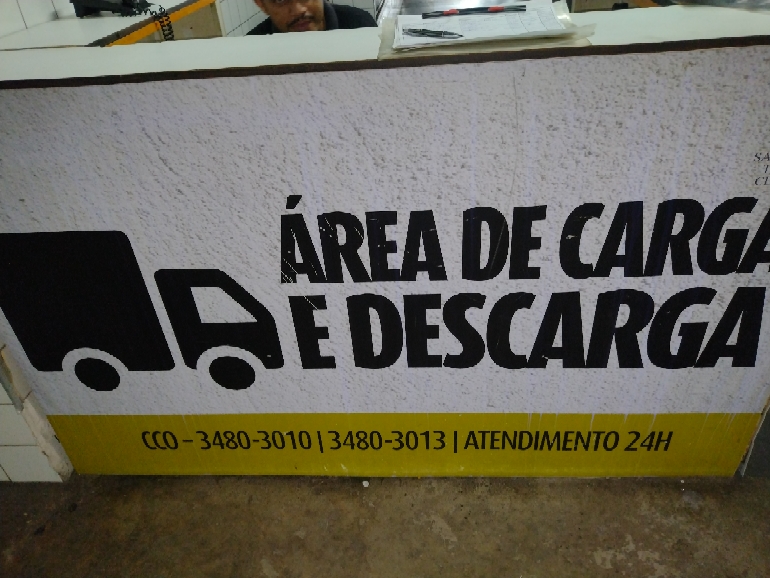 ÁREA DE CARGA
E DESCARGA
CCO – 3480-3010 | 3480-3013 | ATENDIMENTO 24H